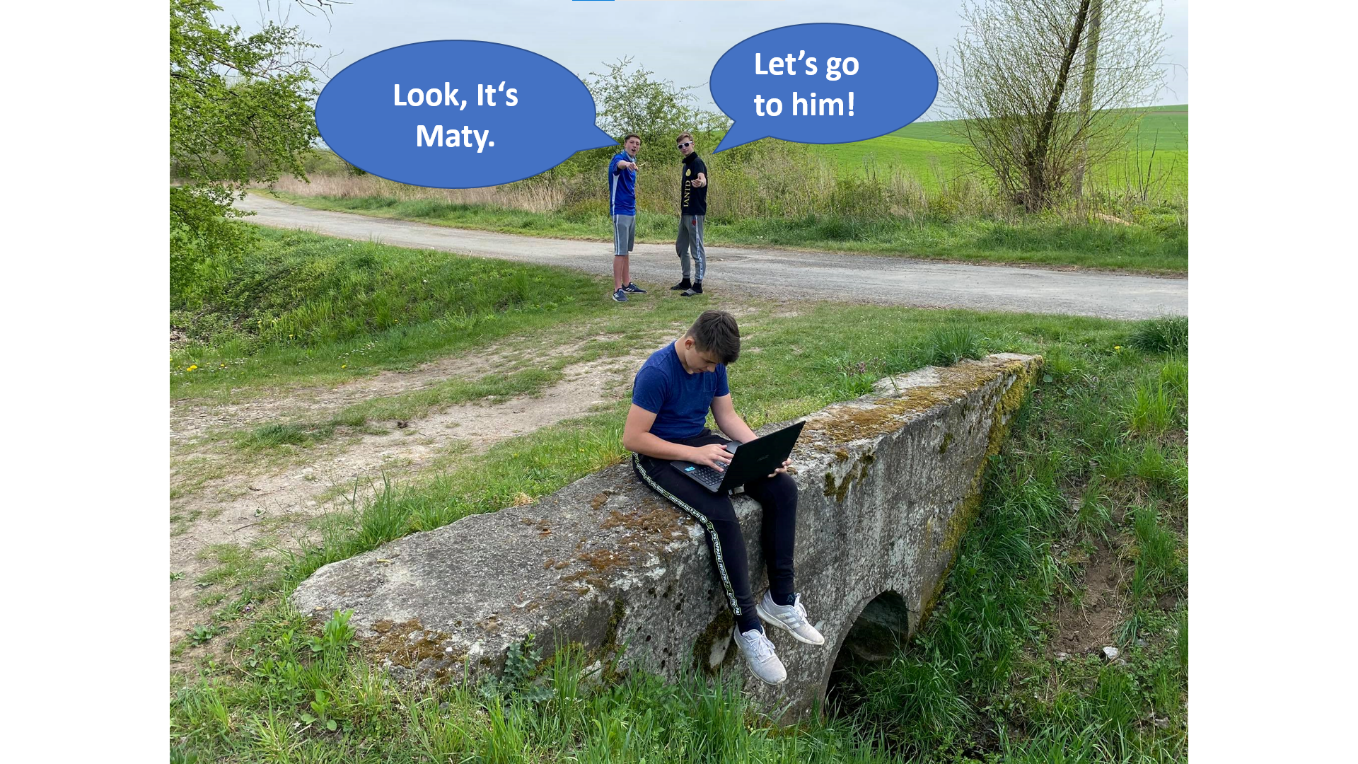 Look, It‘s
Maty.
Let’s go
to him!